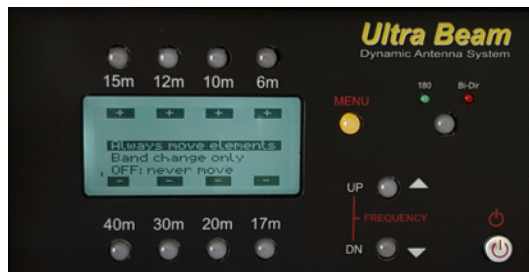 Ultra Beam
Dynamic Antenna System
15m 12m 10m 6m
180 Bi-Dir
MENU
+ + + +
Always move elements
Band change only
OFF: never move
- - - -
UP
FREQUENCY
DN
40m 30m 20m 17m